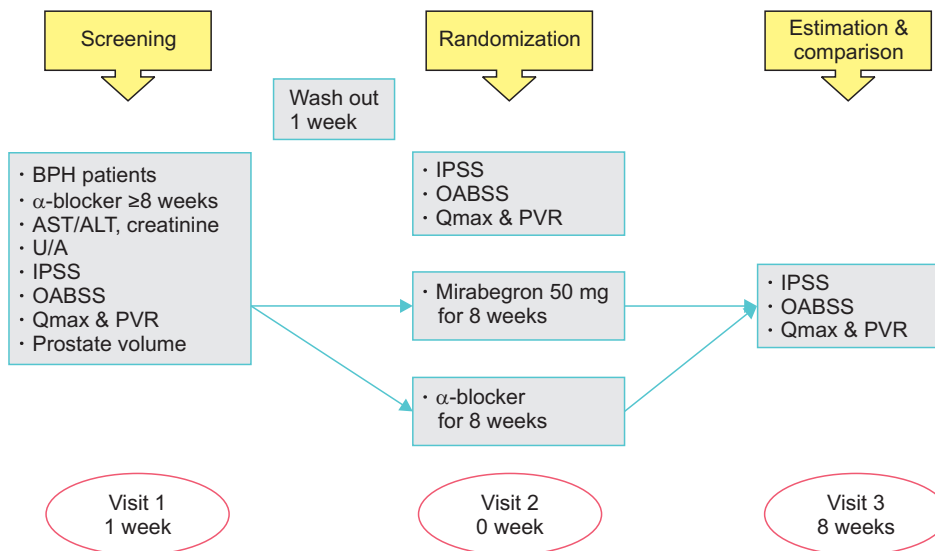 Screening
Randomization
Estimation &
comparison
Wash out
1 week
· BPH patients
· α-blocker ≥8 weeks
· AST/ALT, creatinine
· U/A
· IPSS
· OABSS
· Qmax & PVR
· Prostate volume
· IPSS
· OABSS
· Qmax & PVR
· Mirabegron 50 mg
for 8 weeks
· α-blocker
for 8 weeks
· IPSS
· OABSS
· Qmax & PVR
Visit 1
1 week
Visit 2
0 week
Visit 3
8 weeks